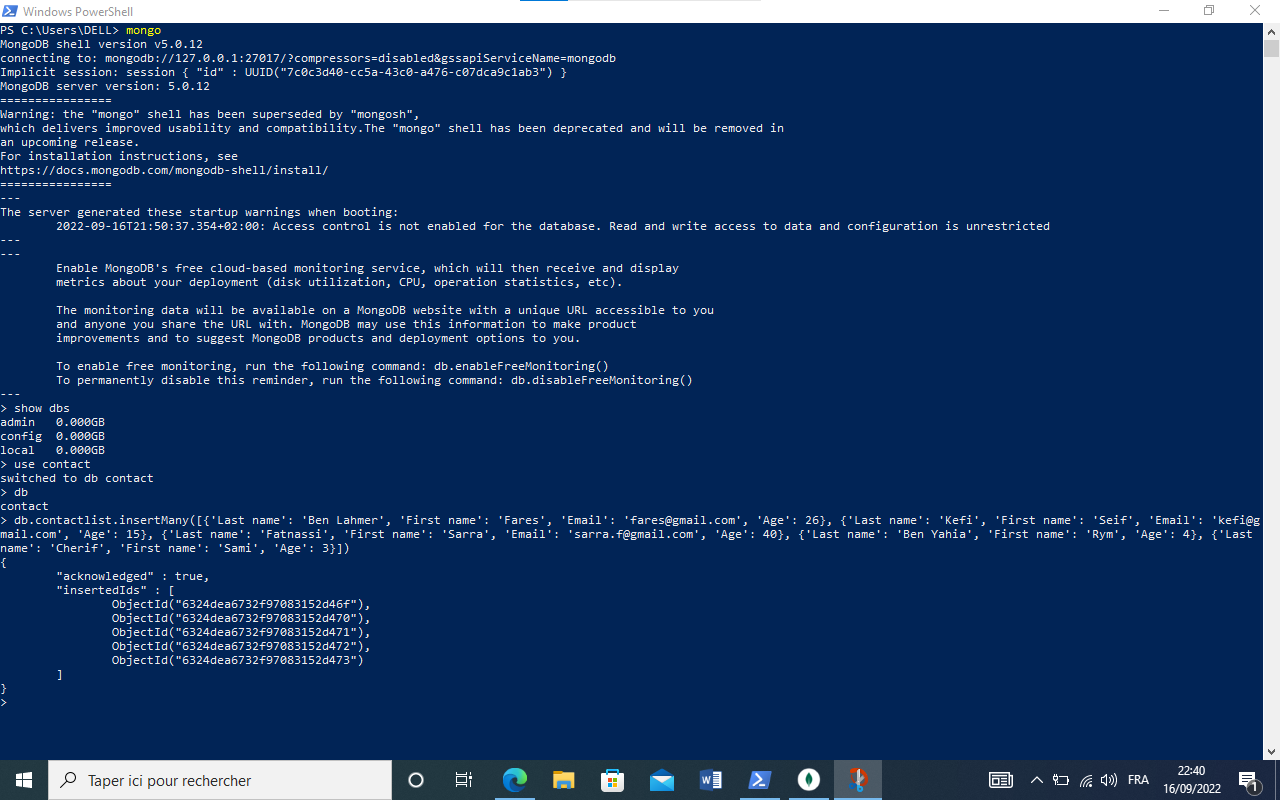 Windows PowerShell
PS C:\Users\DELL> mongo
MongoDB shell version v5.0.12
connecting to: mongodb://127.0.0.1:27017/?compressors=disabled&gssapiServiceName=mongodb
Implicit session: session { "id" : UUID("7c0c3d40-cc5a-43c0-a476-c07dca9c1ab3") }
MongoDB server version: 5.0.12
================
Warning: the "mongo" shell has been superseded by "mongosh",
which delivers improved usability and compatibility.The "mongo" shell has been deprecated and will be removed in
an upcoming release.
For installation instructions, see
https://docs.mongodb.com/mongodb-shell/install/
================
---
The server generated these startup warnings when booting:
        2022-09-16T21:50:37.354+02:00: Access control is not enabled for the database. Read and write access to data and configuration is unrestricted
---
---
        Enable MongoDB's free cloud-based monitoring service, which will then receive and display
        metrics about your deployment (disk utilization, CPU, operation statistics, etc).

        The monitoring data will be available on a MongoDB website with a unique URL accessible to you
        and anyone you share the URL with. MongoDB may use this information to make product
        improvements and to suggest MongoDB products and deployment options to you.

        To enable free monitoring, run the following command: db.enableFreeMonitoring()
        To permanently disable this reminder, run the following command: db.disableFreeMonitoring()
---
> show dbs
admin   0.000GB
config  0.000GB
local   0.000GB
> use contact
switched to db contact
> db
contact
> db.contactlist.insertMany([{'Last name': 'Ben Lahmer', 'First name': 'Fares', 'Email': 'fares@gmail.com', 'Age': 26}, {'Last name': 'Kefi', 'First name': 'Seif', 'Email': 'kefi@g
mail.com', 'Age': 15}, {'Last name': 'Fatnassi', 'First name': 'Sarra', 'Email': 'sarra.f@gmail.com', 'Age': 40}, {'Last name': 'Ben Yahia', 'First name': 'Rym', 'Age': 4}, {'Last
name': 'Cherif', 'First name': 'Sami', 'Age': 3}])
{
        "acknowledged" : true,
        "insertedIds" : [
                ObjectId("6324dea6732f97083152d46f"),
                ObjectId("6324dea6732f97083152d470"),
                ObjectId("6324dea6732f97083152d471"),
                ObjectId("6324dea6732f97083152d472"),
                ObjectId("6324dea6732f97083152d473")
        ]
}
>
Taper ici pour rechercher
FRA
22:40
16/09/2022
1